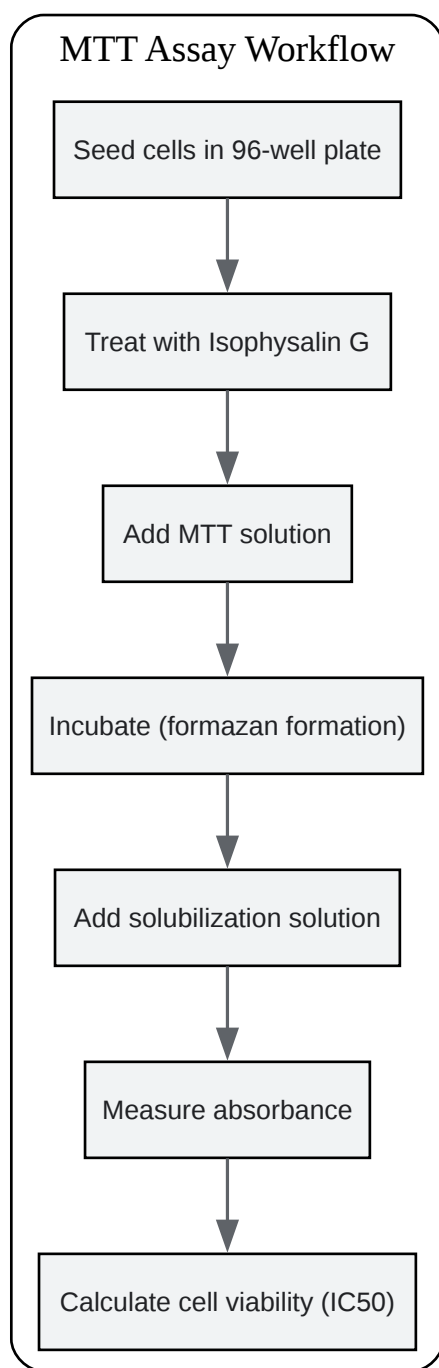 MTT Assay Workflow
Seed cells in 96-well plate
Treat with Isophysalin G
Add MTT solution
Incubate (formazan formation)
Add solubilization solution
Measure absorbance
Calculate cell viability (IC50)